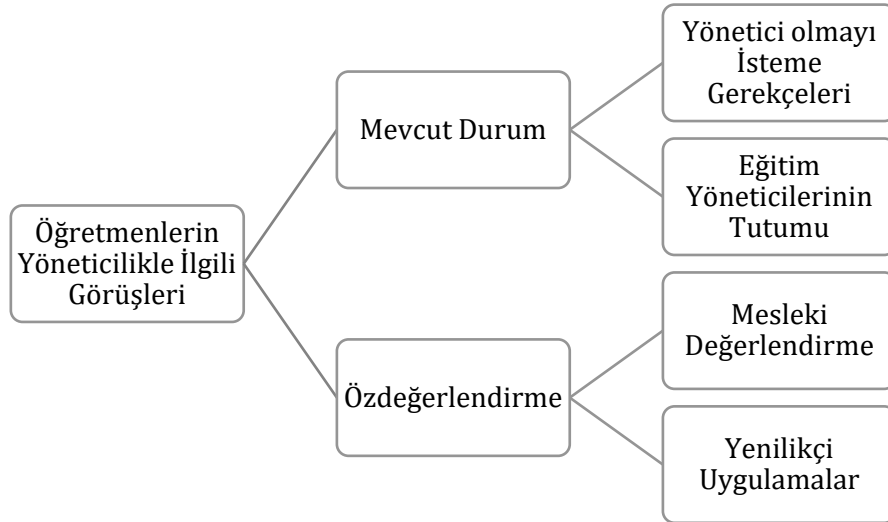 Öğretmenlerin
Yöneticilikle İlgili
Görüşleri
Mevcut Durum
Yönetici olmayı
İsteme
Gerekçeleri
Eğitim
Yöneticilerinin
Tutumu
Özdeğerlendirme
Mesleki
Değerlendirme
Yenilikçi
Uygulamalar